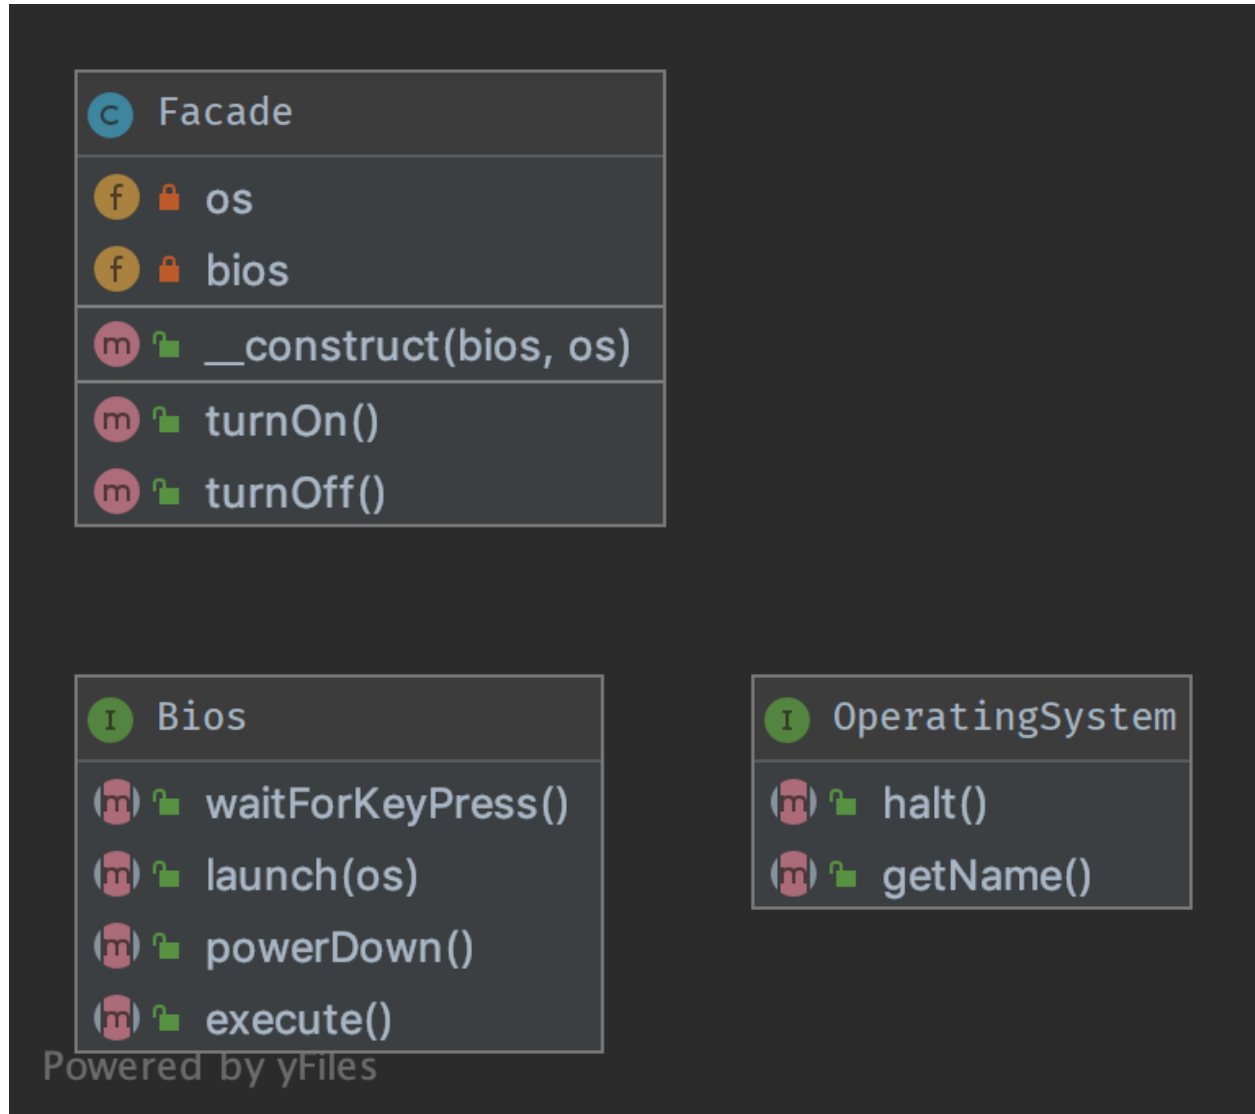 C Facade
f os
f bios
m __construct(bios, os)
m turnOn()
m turnOff()
I Bios
m waitForKeyPress()
m launch(os)
m powerDown()
m execute()
I OperatingSystem
m halt()
m getName()
Powered by yFiles